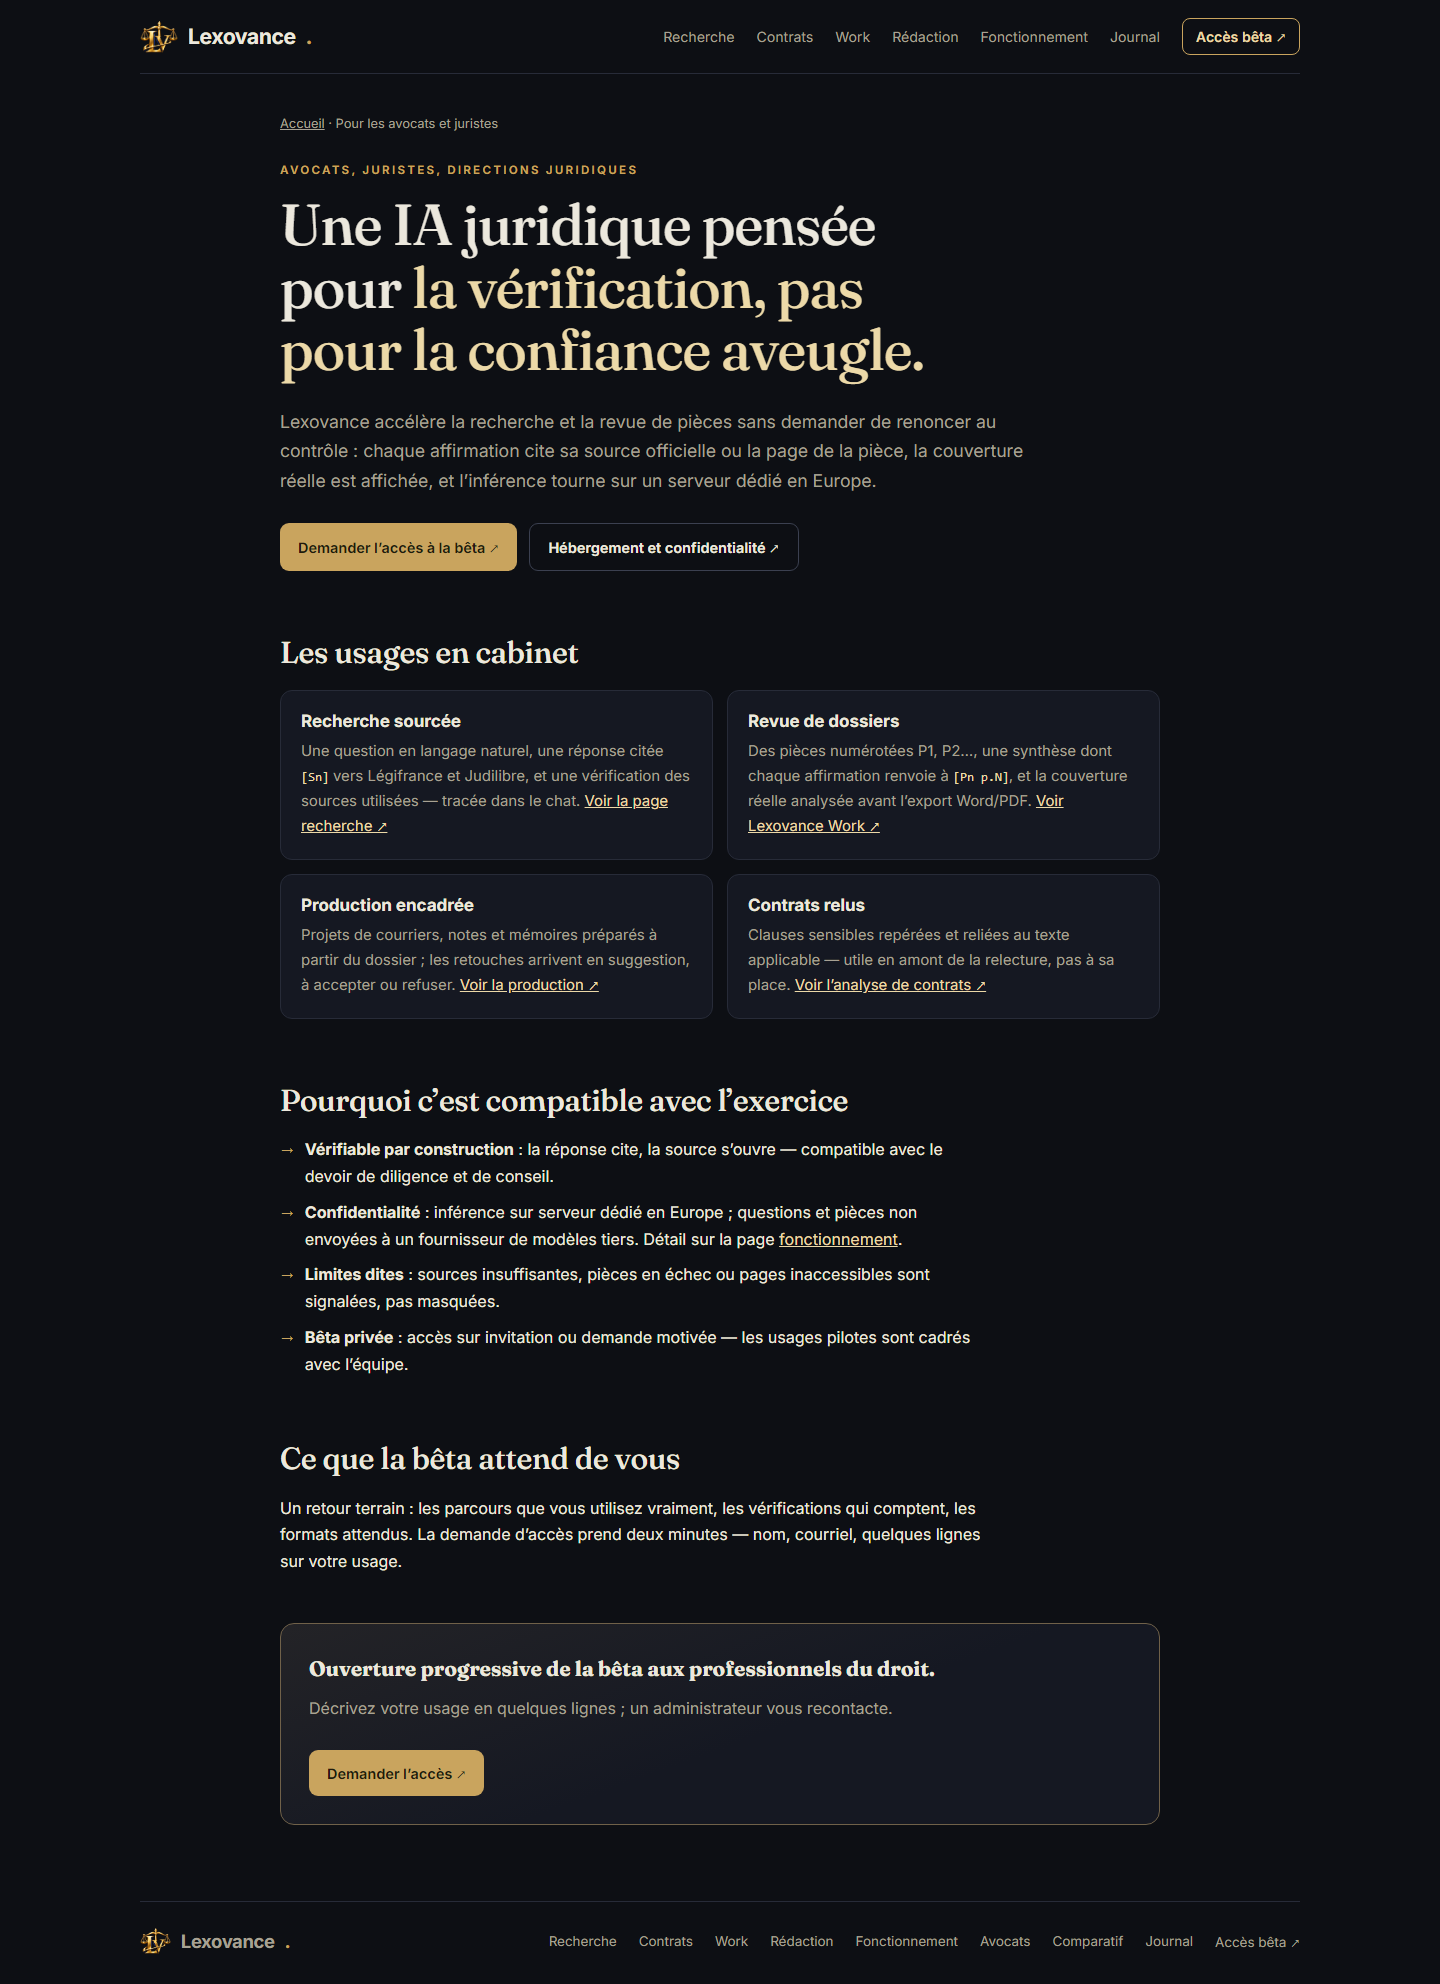 Lexovance .
Recherche Contrats Work Rédaction Fonctionnement Journal Accès bêta ↗
Accueil · Pour les avocats et juristes
AVOCATS, JURISTES, DIRECTIONS JURIDIQUES
Une IA juridique pensée
pour la vérification, pas
pour la confiance aveugle.
Lexovance accélère la recherche et la revue de pièces sans demander de renoncer au
contrôle : chaque affirmation cite sa source officielle ou la page de la pièce, la couverture
réelle est affichée, et l’inférence tourne sur un serveur dédié en Europe.
Demander l’accès à la bêta ↗ Hébergement et confidentialité ↗
Les usages en cabinet
Recherche sourcée
Une question en langage naturel, une réponse citée
[Sn] vers Légifrance et Judilibre, et une vérification des
sources utilisées — tracée dans le chat. Voir la page
recherche ↗
Revue de dossiers
Des pièces numérotées P1, P2…, une synthèse dont
chaque affirmation renvoie à [Pn p.N], et la couverture
réelle analysée avant l’export Word/PDF. Voir
Lexovance Work ↗
Production encadrée
Projets de courriers, notes et mémoires préparés à
partir du dossier ; les retouches arrivent en suggestion,
à accepter ou refuser. Voir la production ↗
Contrats relus
Clauses sensibles repérées et reliées au texte
applicable — utile en amont de la relecture, pas à sa
place. Voir l’analyse de contrats ↗
Pourquoi c’est compatible avec l’exercice
→ Vérifiable par construction : la réponse cite, la source s’ouvre — compatible avec le
devoir de diligence et de conseil.
→ Confidentialité : inférence sur serveur dédié en Europe ; questions et pièces non
envoyées à un fournisseur de modèles tiers. Détail sur la page fonctionnement.
→ Limites dites : sources insuffisantes, pièces en échec ou pages inaccessibles sont
signalées, pas masquées.
→ Bêta privée : accès sur invitation ou demande motivée — les usages pilotes sont cadrés
avec l’équipe.
Ce que la bêta attend de vous
Un retour terrain : les parcours que vous utilisez vraiment, les vérifications qui comptent, les
formats attendus. La demande d’accès prend deux minutes — nom, courriel, quelques lignes
sur votre usage.
Ouverture progressive de la bêta aux professionnels du droit.
Décrivez votre usage en quelques lignes ; un administrateur vous recontacte.
Demander l’accès ↗
Lexovance .
Recherche Contrats Work Rédaction Fonctionnement Avocats Comparatif Journal Accès bêta ↗